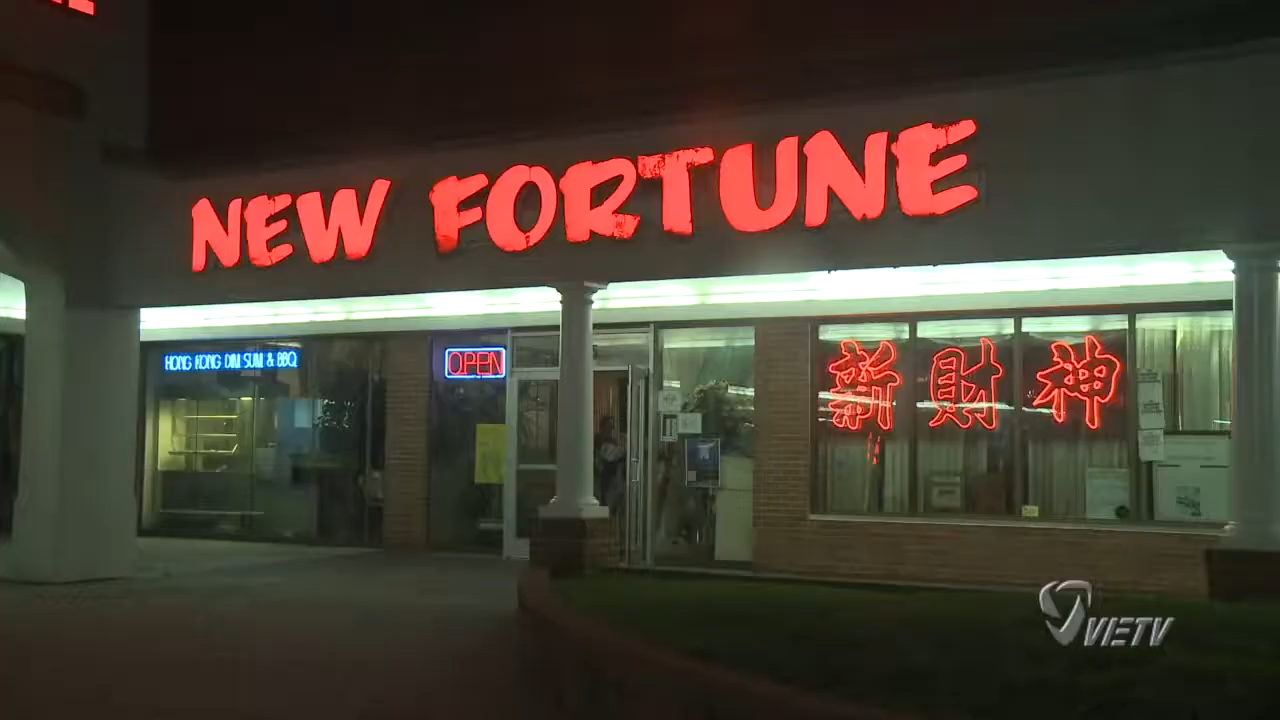 NEW FORTUNE
HONG KONG DIM SUM & BBQ
OPEN
新財神
VIETV